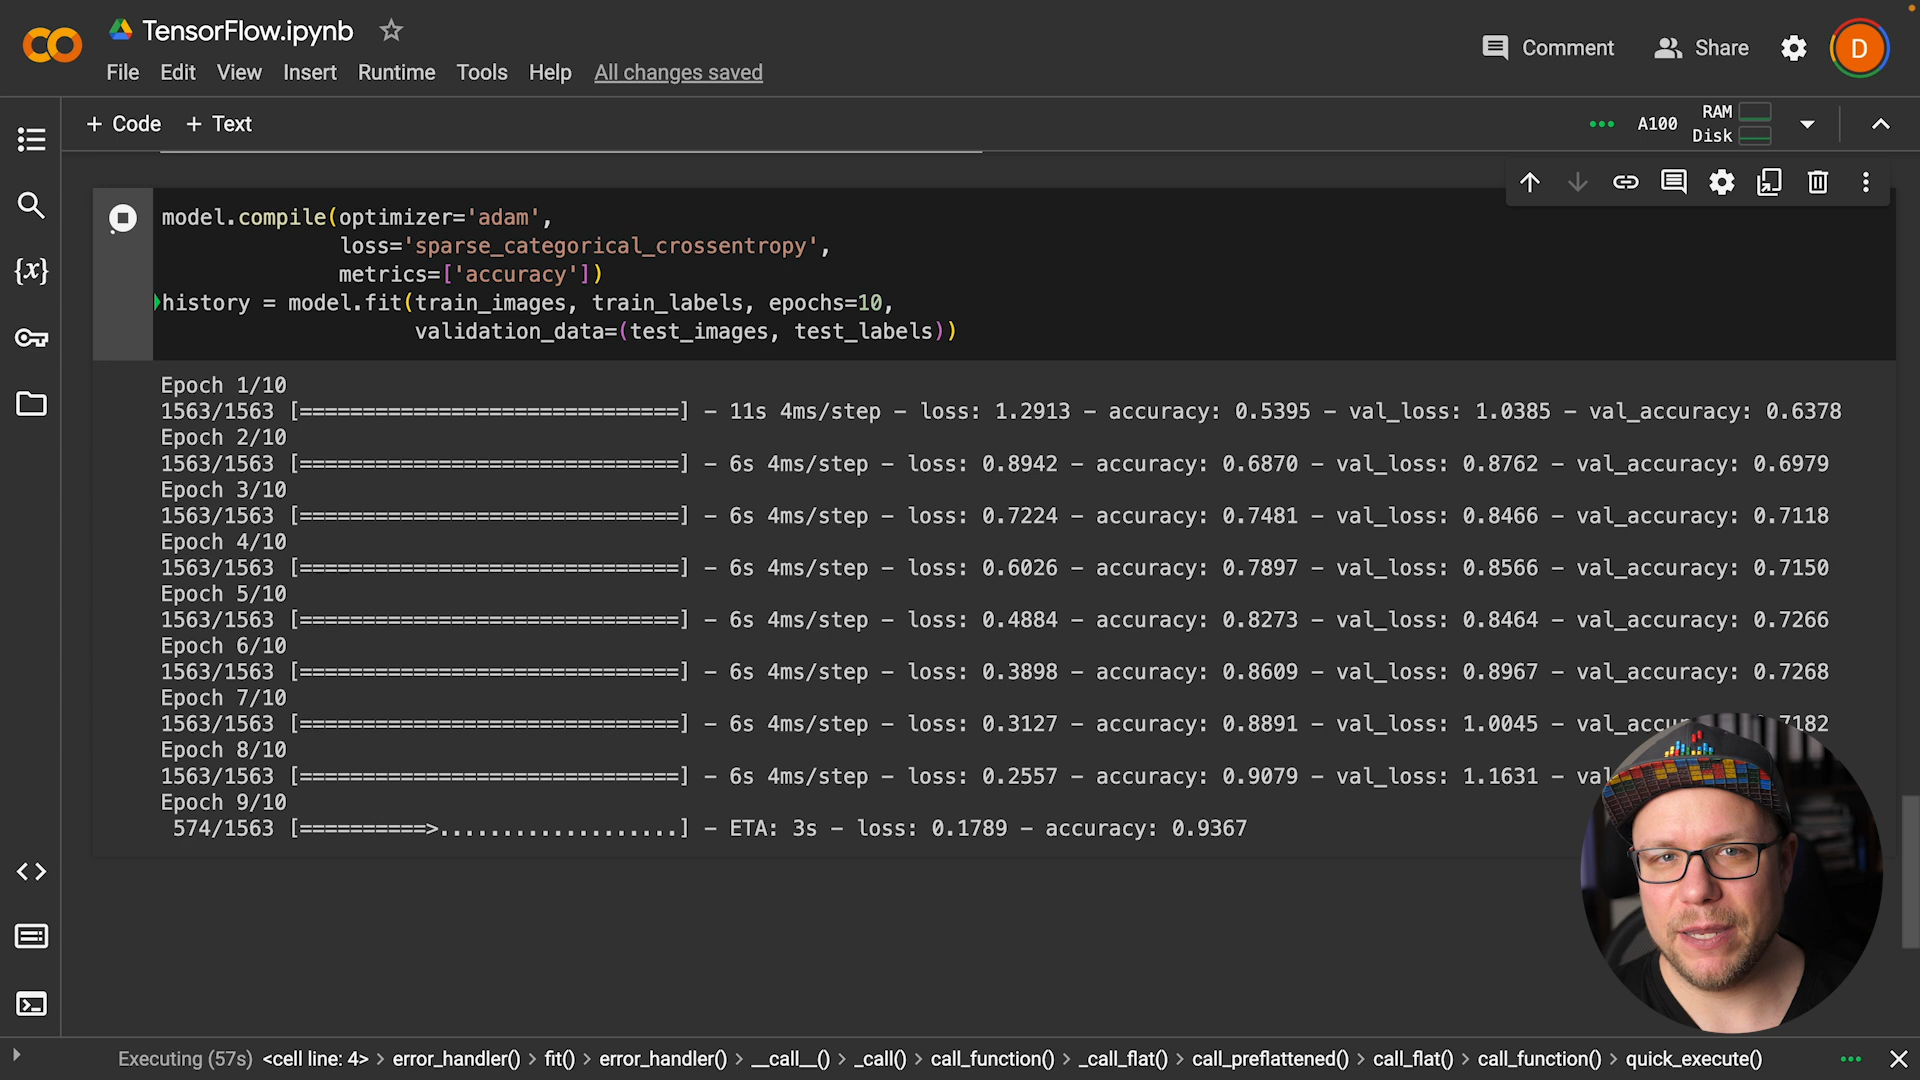 TensorFlow.ipynb
Comment
Share
D
File Edit View Insert Runtime Tools Help All changes saved
+ Code + Text
A100
RAM
Disk
{x}
model.compile(optimizer='adam',
loss='sparse_categorical_crossentropy',
metrics=['accuracy'])
history = model.fit(train_images, train_labels, epochs=10,
validation_data=(test_images, test_labels))
Epoch 1/10
1563/1563 [==============================] - 11s 4ms/step - loss: 1.2913 - accuracy: 0.5395 - val_loss: 1.0385 - val_accuracy: 0.6378
Epoch 2/10
1563/1563 [==============================] - 6s 4ms/step - loss: 0.8942 - accuracy: 0.6870 - val_loss: 0.8762 - val_accuracy: 0.6979
Epoch 3/10
1563/1563 [==============================] - 6s 4ms/step - loss: 0.7224 - accuracy: 0.7481 - val_loss: 0.8466 - val_accuracy: 0.7118
Epoch 4/10
1563/1563 [==============================] - 6s 4ms/step - loss: 0.6026 - accuracy: 0.7897 - val_loss: 0.8566 - val_accuracy: 0.7150
Epoch 5/10
1563/1563 [==============================] - 6s 4ms/step - loss: 0.4884 - accuracy: 0.8273 - val_loss: 0.8464 - val_accuracy: 0.7266
Epoch 6/10
1563/1563 [==============================] - 6s 4ms/step - loss: 0.3898 - accuracy: 0.8609 - val_loss: 0.8967 - val_accuracy: 0.7268
Epoch 7/10
1563/1563 [==============================] - 6s 4ms/step - loss: 0.3127 - accuracy: 0.8891 - val_loss: 1.0045 - 7182
Epoch 8/10
1563/1563 [==============================] - 6s 4ms/step - loss: 0.2557 - accuracy: 0.9079 - val_loss: 1.1631 -
Epoch 9/10
574/1563 [==========>...................] - ETA: 3s - loss: 0.1789 - accuracy: 0.9367
Executing (57s) <cell line: 4> > error_handler() > fit() > error_handler() > __call__() > _call() > call_function() > _call_flat() > call_preflattened() > call_flat() > call_function() > quick_execute()